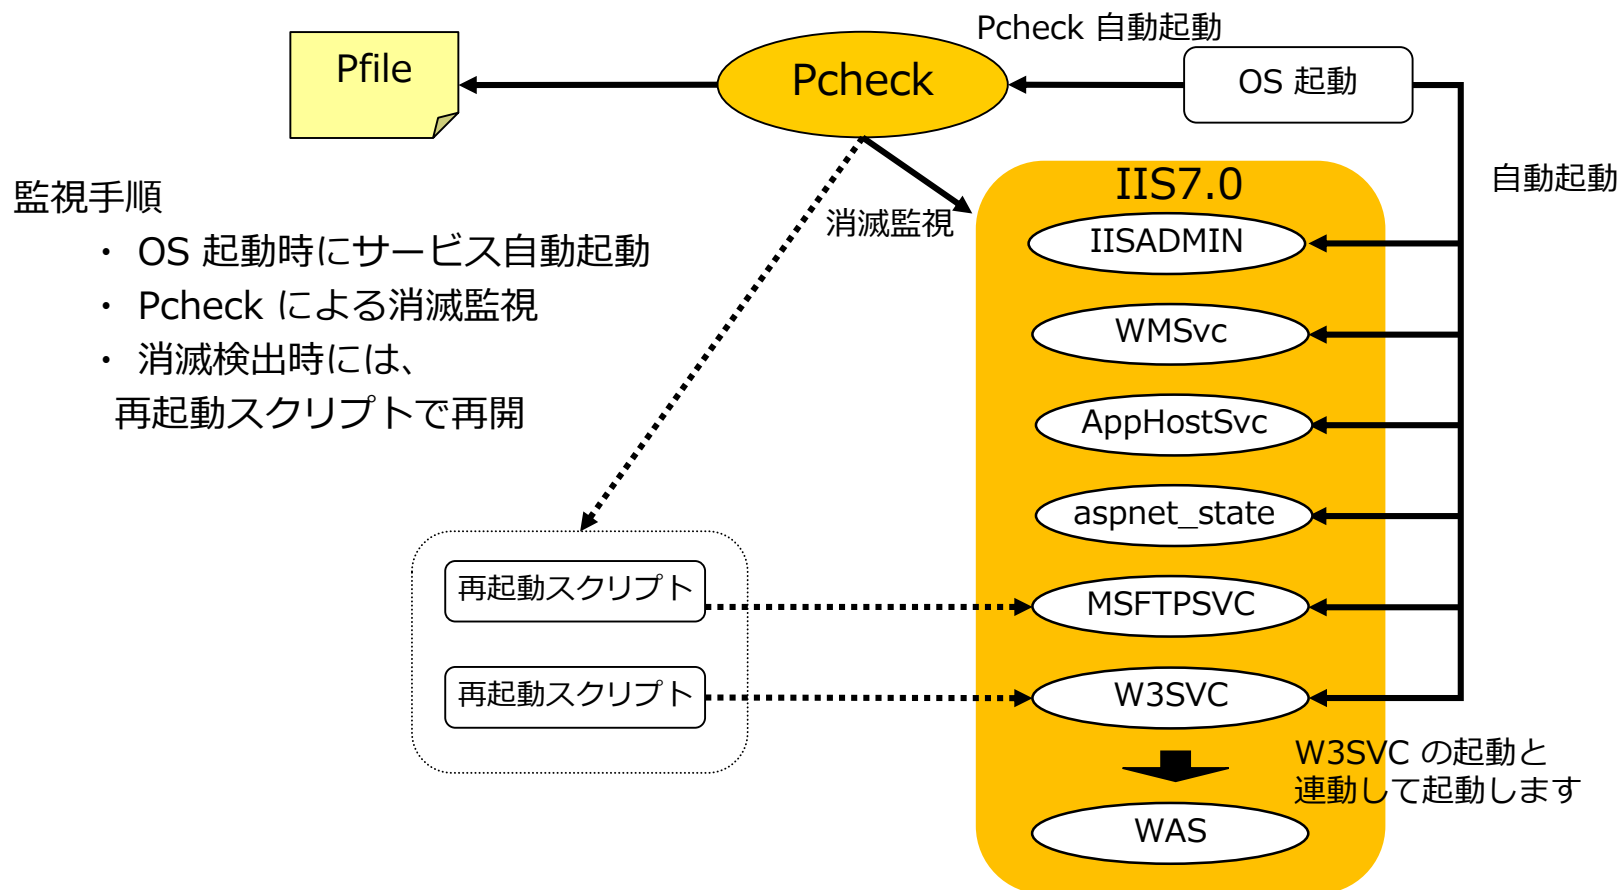 Pcheck 自動起動
Pfile
Pcheck
OS 起動
自動起動
監視手順
・ OS 起動時にサービス自動起動
・ Pcheck による消滅監視
・ 消滅検出時には、
再起動スクリプトで再開
消滅監視
IIS7.0
IISADMIN
WMSvc
AppHostSvc
aspnet_state
再起動スクリプト
MSFTPSVC
再起動スクリプト
W3SVC
W3SVC の起動と
連動して起動します
WAS